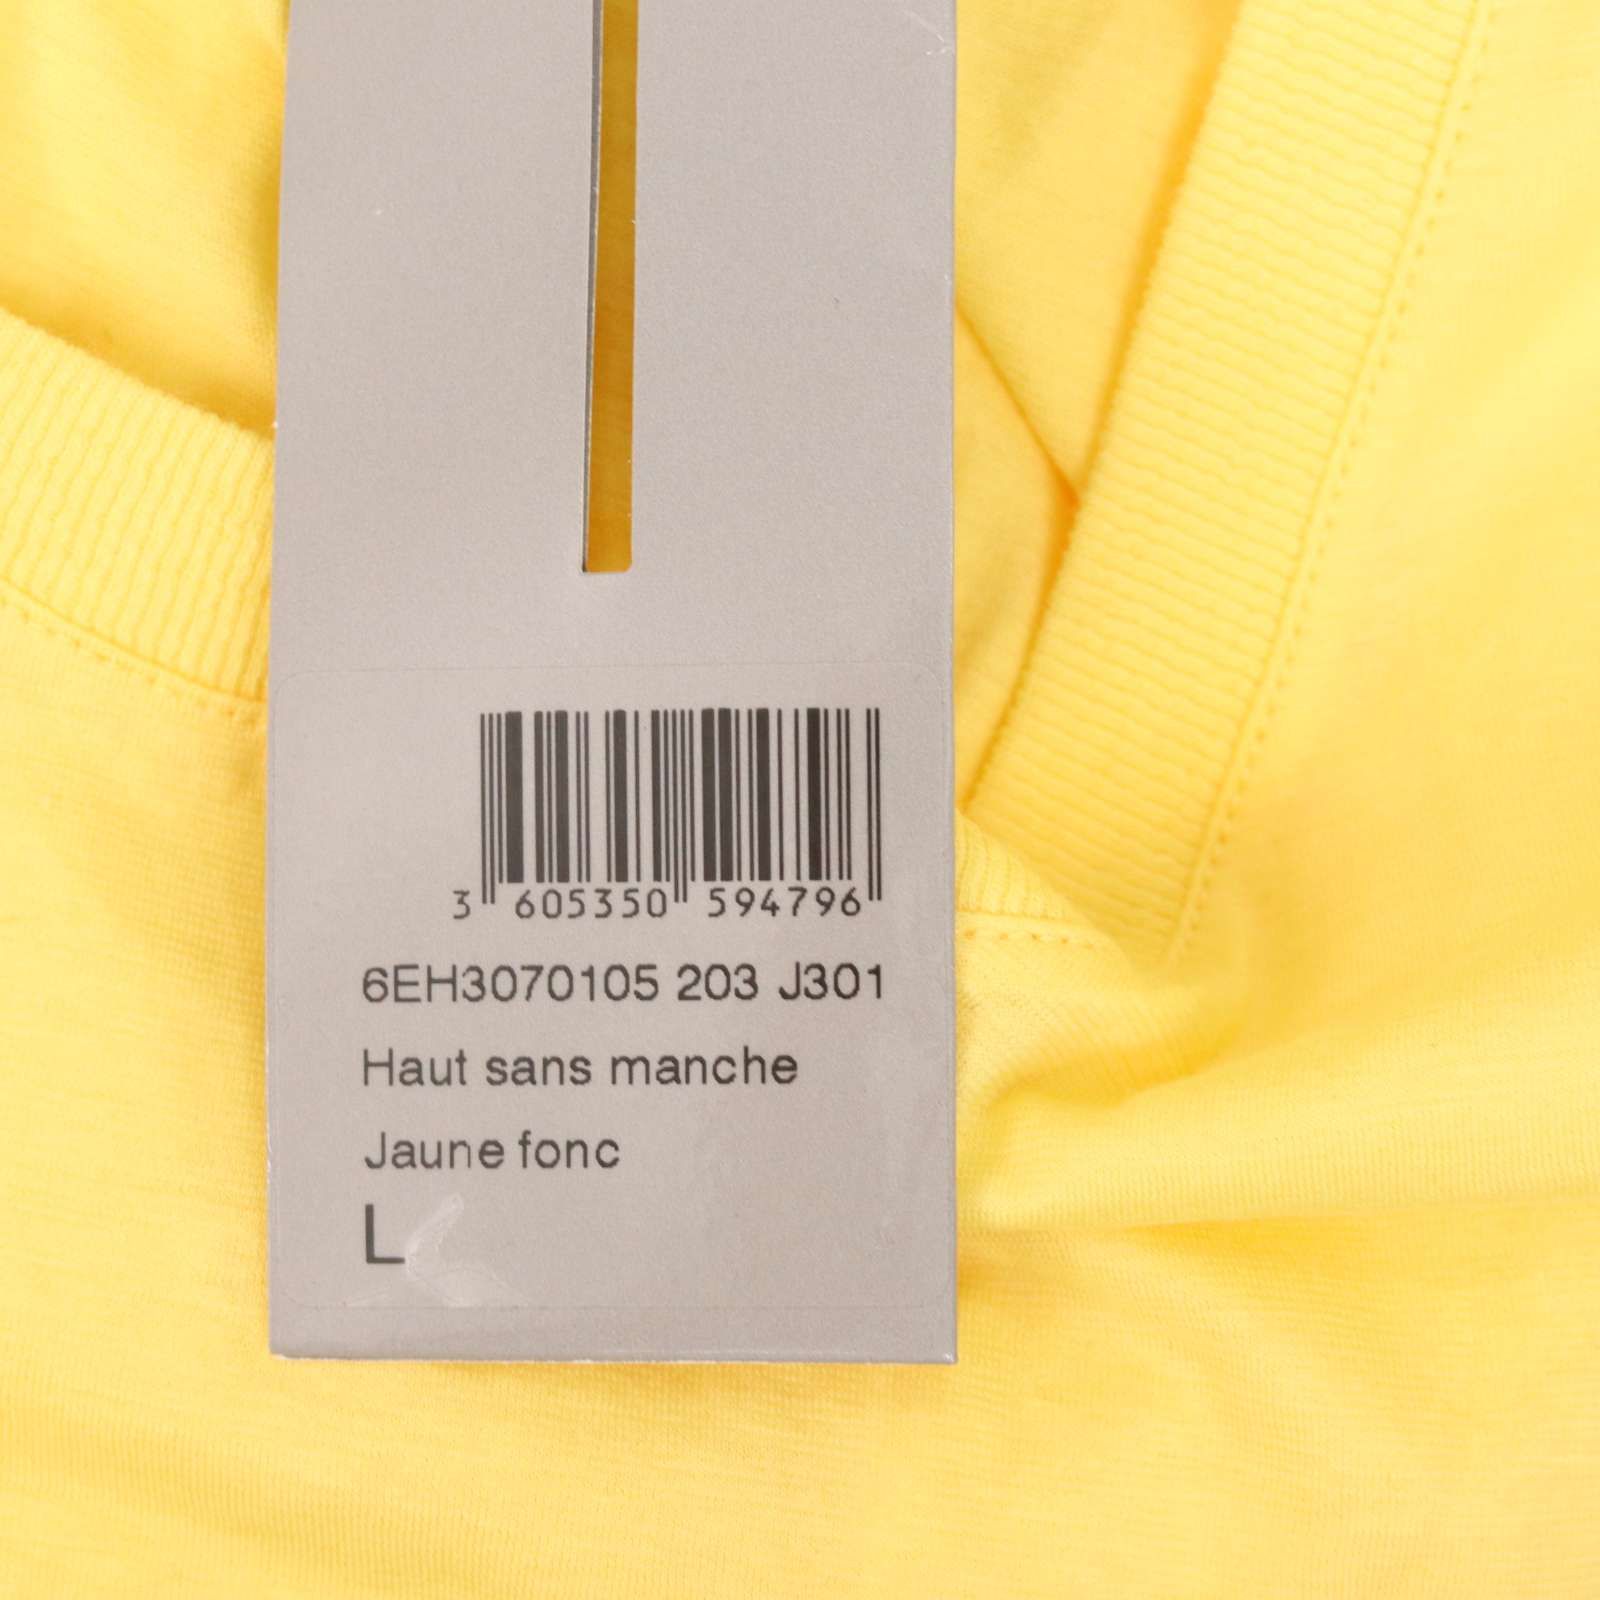 3 605350 594796
6EH3070105 203 J301
Haut sans manche
Jaune fonc
L